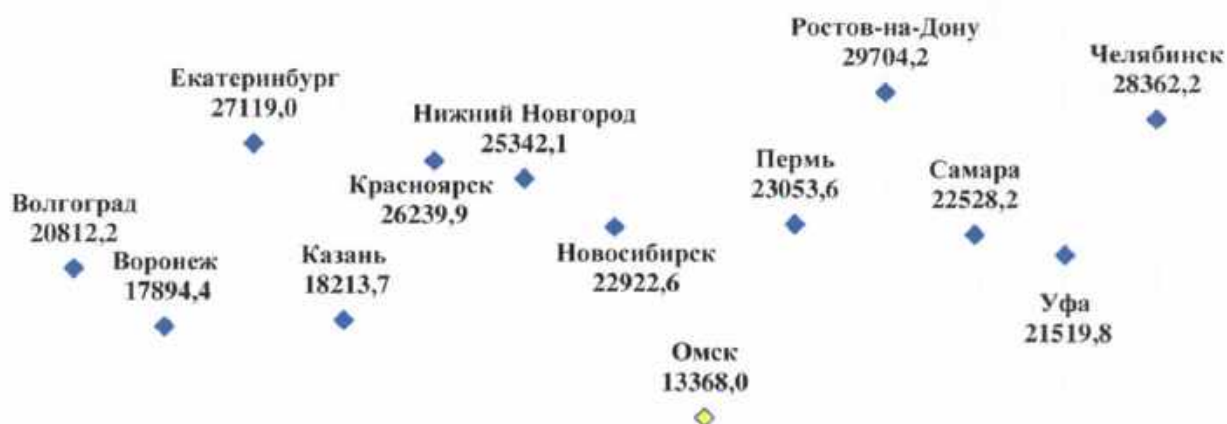 Ростов-на-Дону
29704,2
Челябинск
28362,2
Екатеринбург
27119,0
Нижний Новгород
25342,1
Красноярск
26239,9
Пермь
23053,6
Самара
22528,2
Волгоград
20812,2
Воронеж
17894,4
Казань
18213,7
Новосибирск
22922,6
Уфа
21519,8
Омск
13368,0